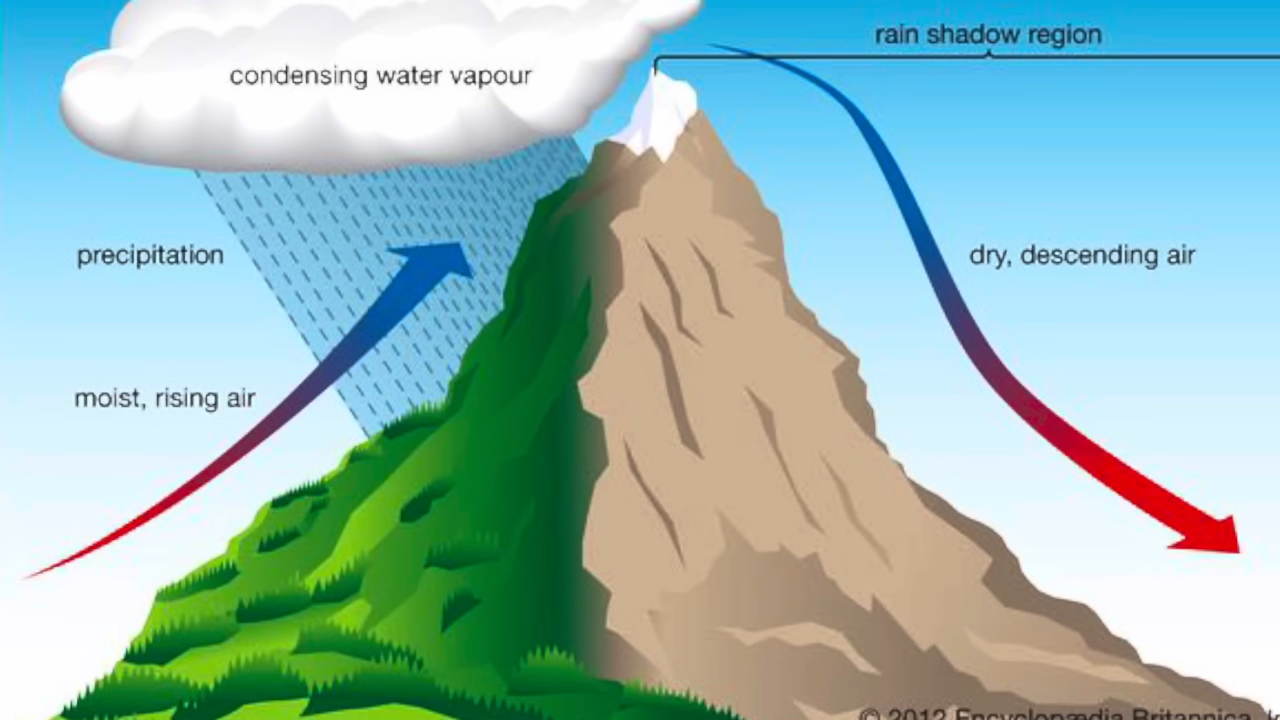 rain shadow region
condensing water vapour
precipitation
dry, descending air
moist, rising air
© 2012 Encyclopædia Britannica